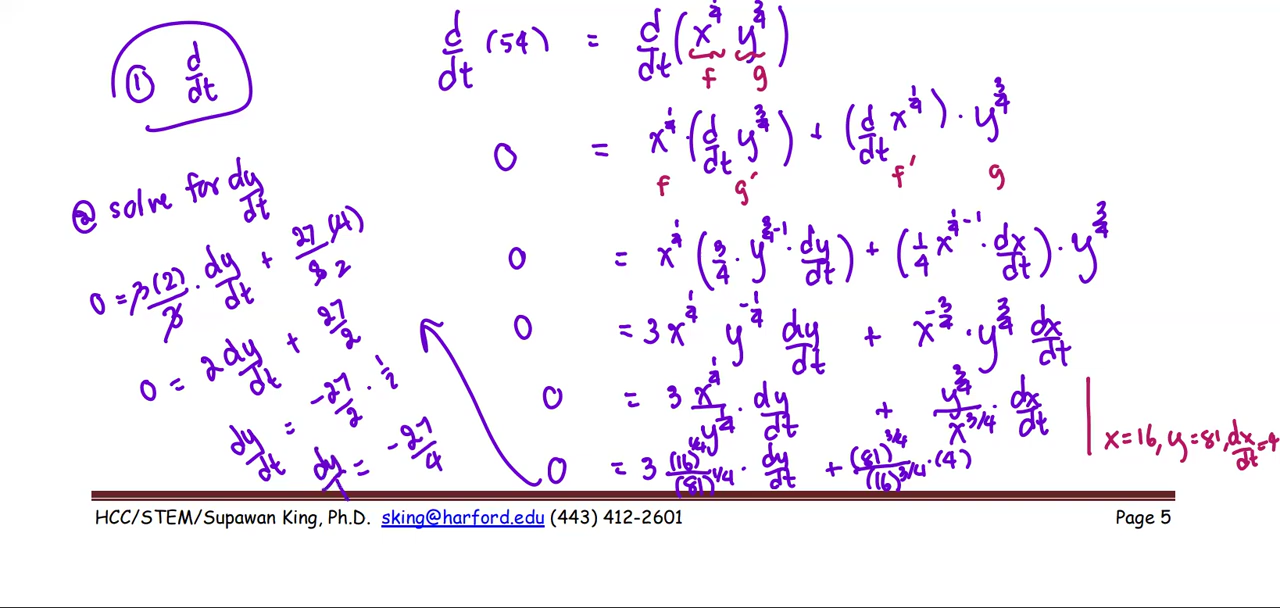 ① d/dt
d/dt (54) = d/dt (x^{1/4} y^{3/4})
f g
0 = x^{1/4} · (d/dt y^{3/4}) + (d/dt x^{1/4}) · y^{3/4}
f g' f' g
0 = x^{1/4} (3/4 · y^{3/4 - 1} · dy/dt) + (1/4 x^{1/4 - 1} · dx/dt) · y^{3/4}
0 = 3 x^{1/4} y^{-1/4} dy/dt + x^{-3/4} · y^{3/4} dx/dt
0 = 3 x^{1/4}/y^{1/4} · dy/dt + y^{3/4}/x^{3/4} · dx/dt
x = 16, y = 81, dx/dt = 4
0 = 3 (16)^{1/4}/(81)^{1/4} · dy/dt + (81)^{3/4}/(16)^{3/4} · (4)
② solve for dy/dt
0 = 3(2)/3 · dy/dt + 27(4)/8 2
0 = 2 dy/dt + 27/2
dy/dt = -27/2 · 1/2
dy/ = -27/4
HCC/STEM/Supawan King, Ph.D. sking@harford.edu (443) 412-2601 Page 5